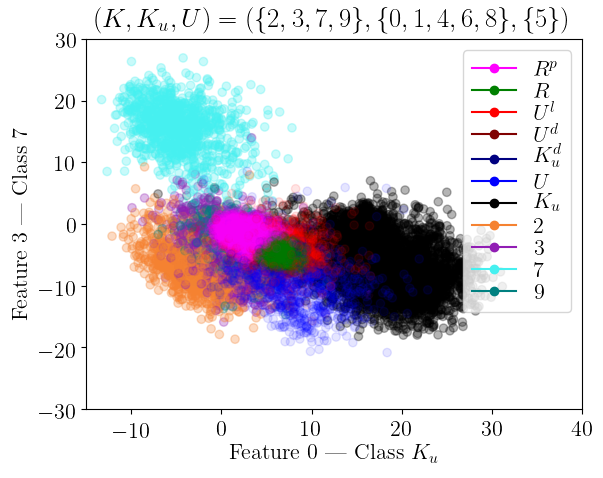 (K, K_u, U) = ({2, 3, 7, 9}, {0, 1, 4, 6, 8}, {5})
30
20
10
0
−10
−20
−30
Feature 3 — Class 7
−10
0
10
20
30
40
Feature 0 — Class K_u
R^p
R
U^l
U^d
K_u^d
U
K_u
2
3
7
9